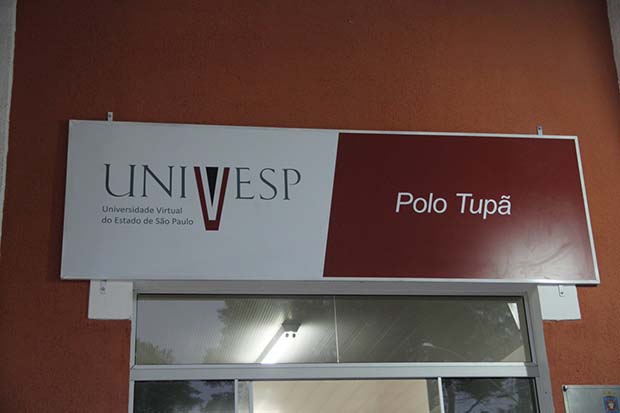 UNIVESP
Universidade Virtual
do Estado de São Paulo
Polo Tupã